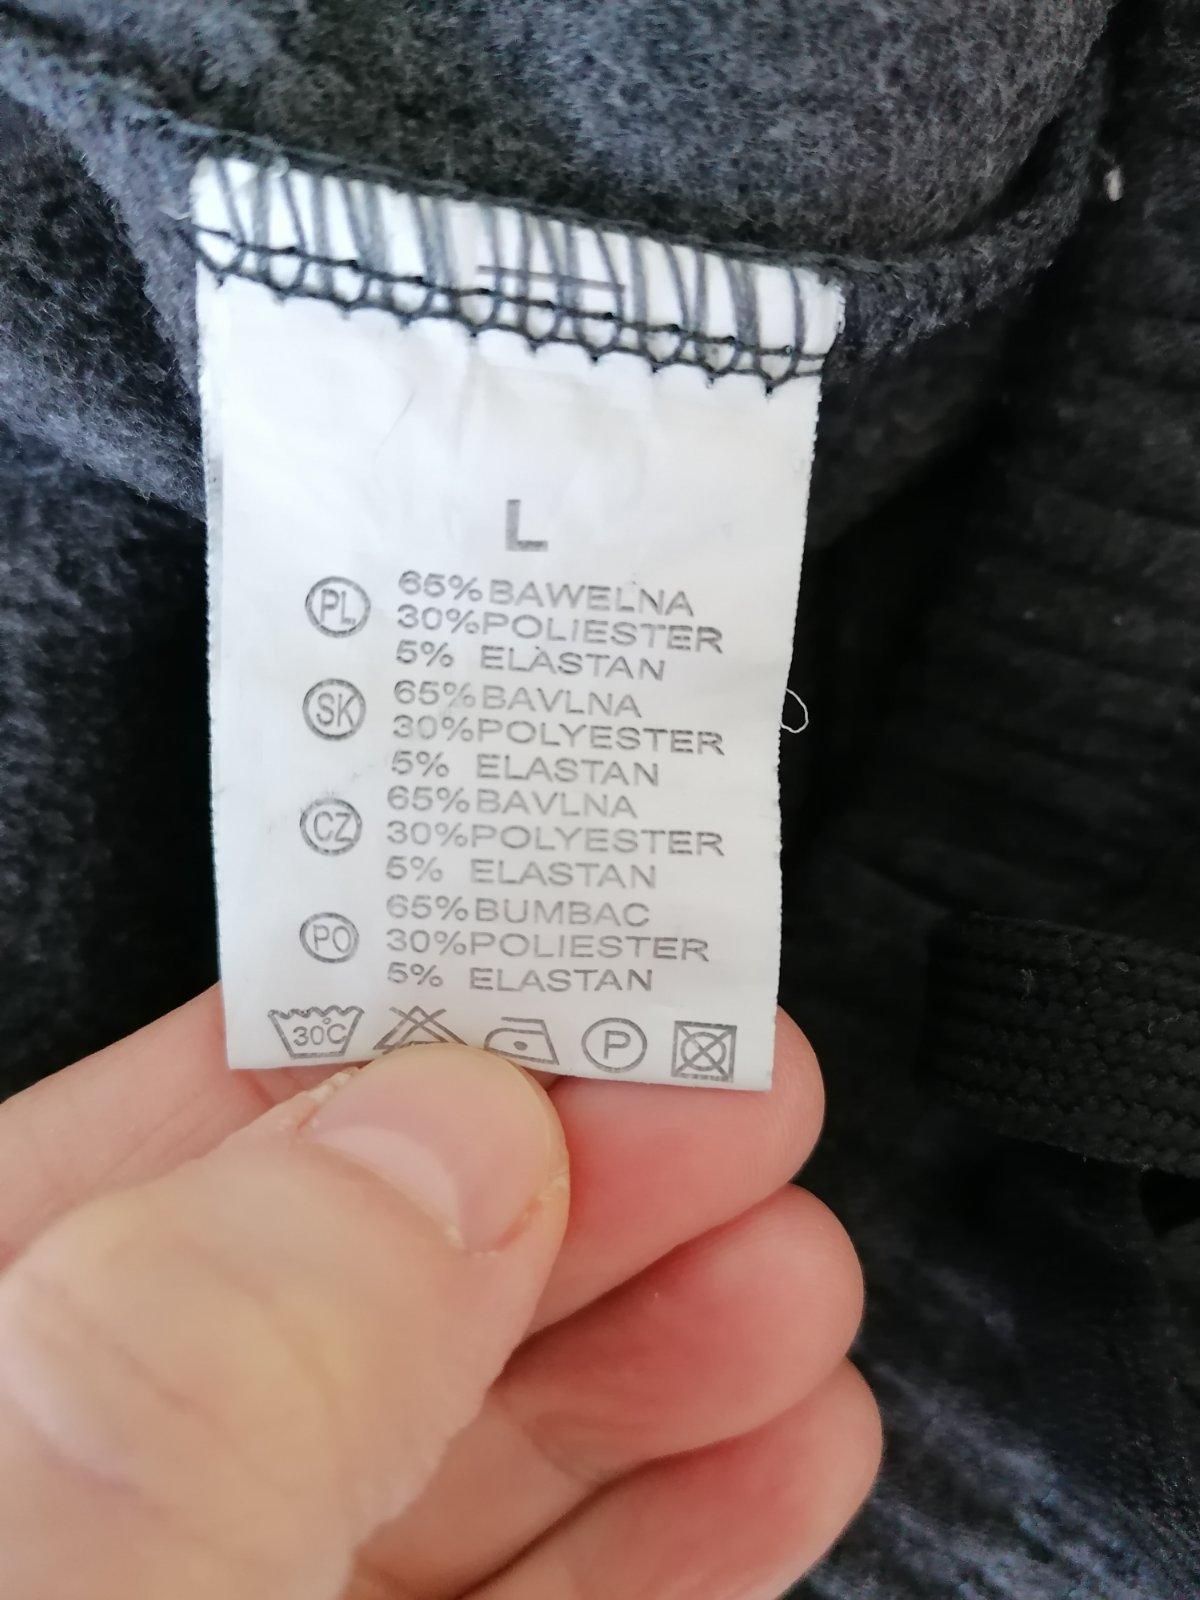 L
PL 65% BAWEŁNA
30% POLIESTER
5% ELASTAN
SK 65% BAVLNA
30% POLYESTER
5% ELASTAN
CZ 65% BAVLNA
30% POLYESTER
5% ELASTAN
PO 65% BUMBAC
30% POLIESTER
5% ELASTAN
30°C P